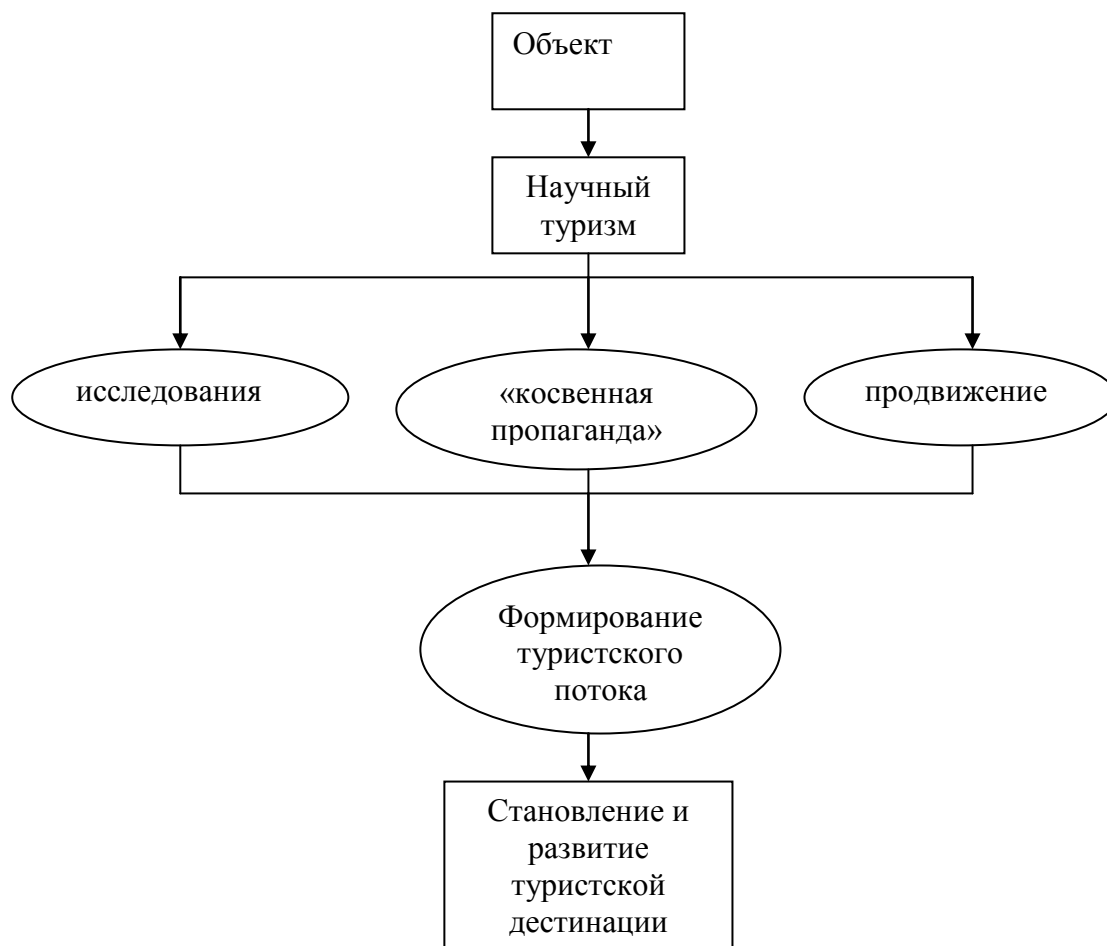 Объект
Научный
туризм
исследования
«косвенная
пропаганда»
продвижение
Формирование
туристского
потока
Становление и
развитие
туристской
дестинации